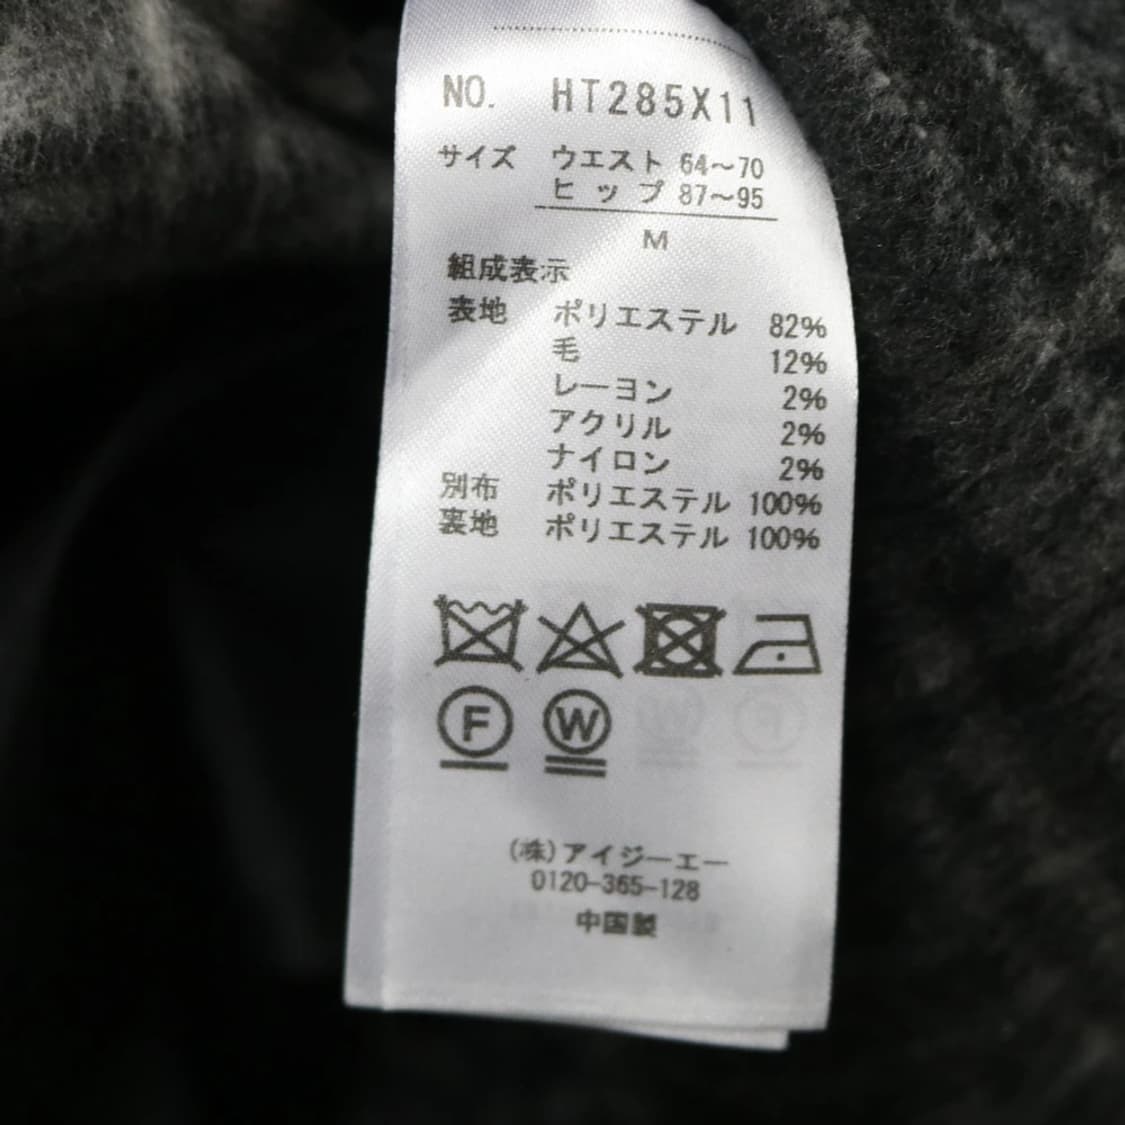 NO. HT285X11
サイズ ウエスト 64〜70
ヒップ 87〜95
M
組成表示
表地 ポリエステル 82%
毛 12%
レーヨン 2%
アクリル 2%
ナイロン 2%
別布 ポリエステル 100%
裏地 ポリエステル 100%
F W
(株)アイジーエー
0120-365-128
中国製